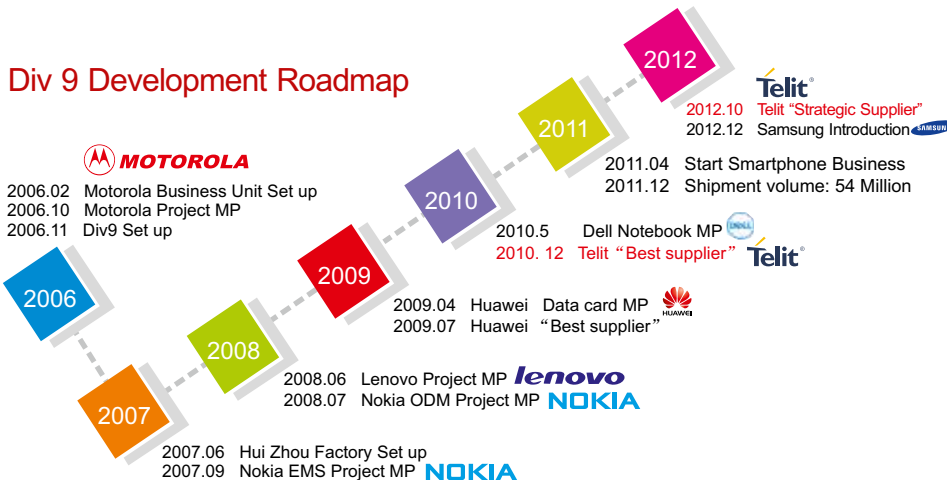 Div 9 Development Roadmap
MOTOROLA
2006.02 Motorola Business Unit Set up
2006.10 Motorola Project MP
2006.11 Div9 Set up
2006
2007
2007.06 Hui Zhou Factory Set up
2007.09 Nokia EMS Project MP NOKIA
2008
2008.06 Lenovo Project MP lenovo
2008.07 Nokia ODM Project MP NOKIA
2009
2009.04 Huawei Data card MP HUAWEI
2009.07 Huawei “Best supplier”
2010
2010.5 Dell Notebook MP DELL
2010. 12 Telit “Best supplier” Telit®
2011
2011.04 Start Smartphone Business
2011.12 Shipment volume: 54 Million
2012
Telit®
2012.10 Telit “Strategic Supplier”
2012.12 Samsung Introduction SAMSUN